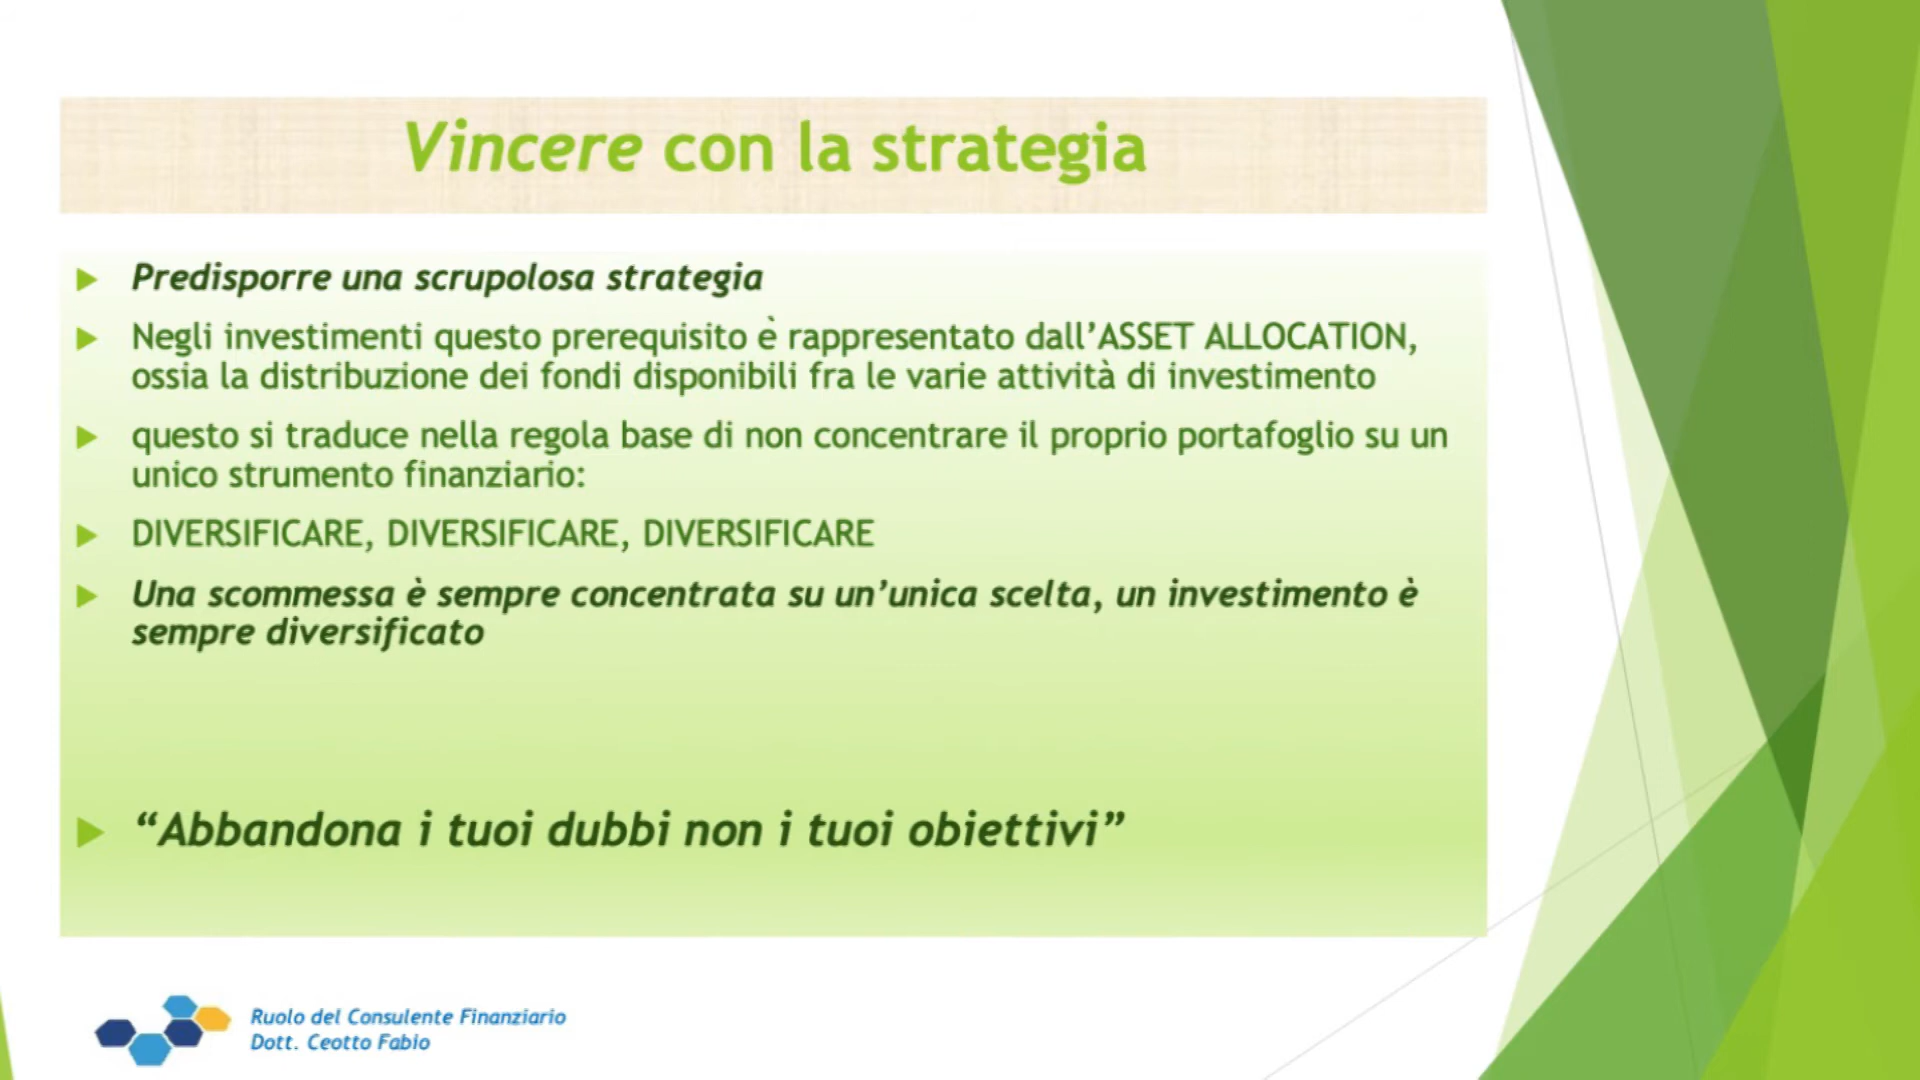 Vincere con la strategia
Predisporre una scrupolosa strategia
Negli investimenti questo prerequisito è rappresentato dall’ASSET ALLOCATION,
ossia la distribuzione dei fondi disponibili fra le varie attività di investimento
questo si traduce nella regola base di non concentrare il proprio portafoglio su un
unico strumento finanziario:
DIVERSIFICARE, DIVERSIFICARE, DIVERSIFICARE
Una scommessa è sempre concentrata su un’unica scelta, un investimento è
sempre diversificato
“Abbandona i tuoi dubbi non i tuoi obiettivi”
Ruolo del Consulente Finanziario
Dott. Ceotto Fabio